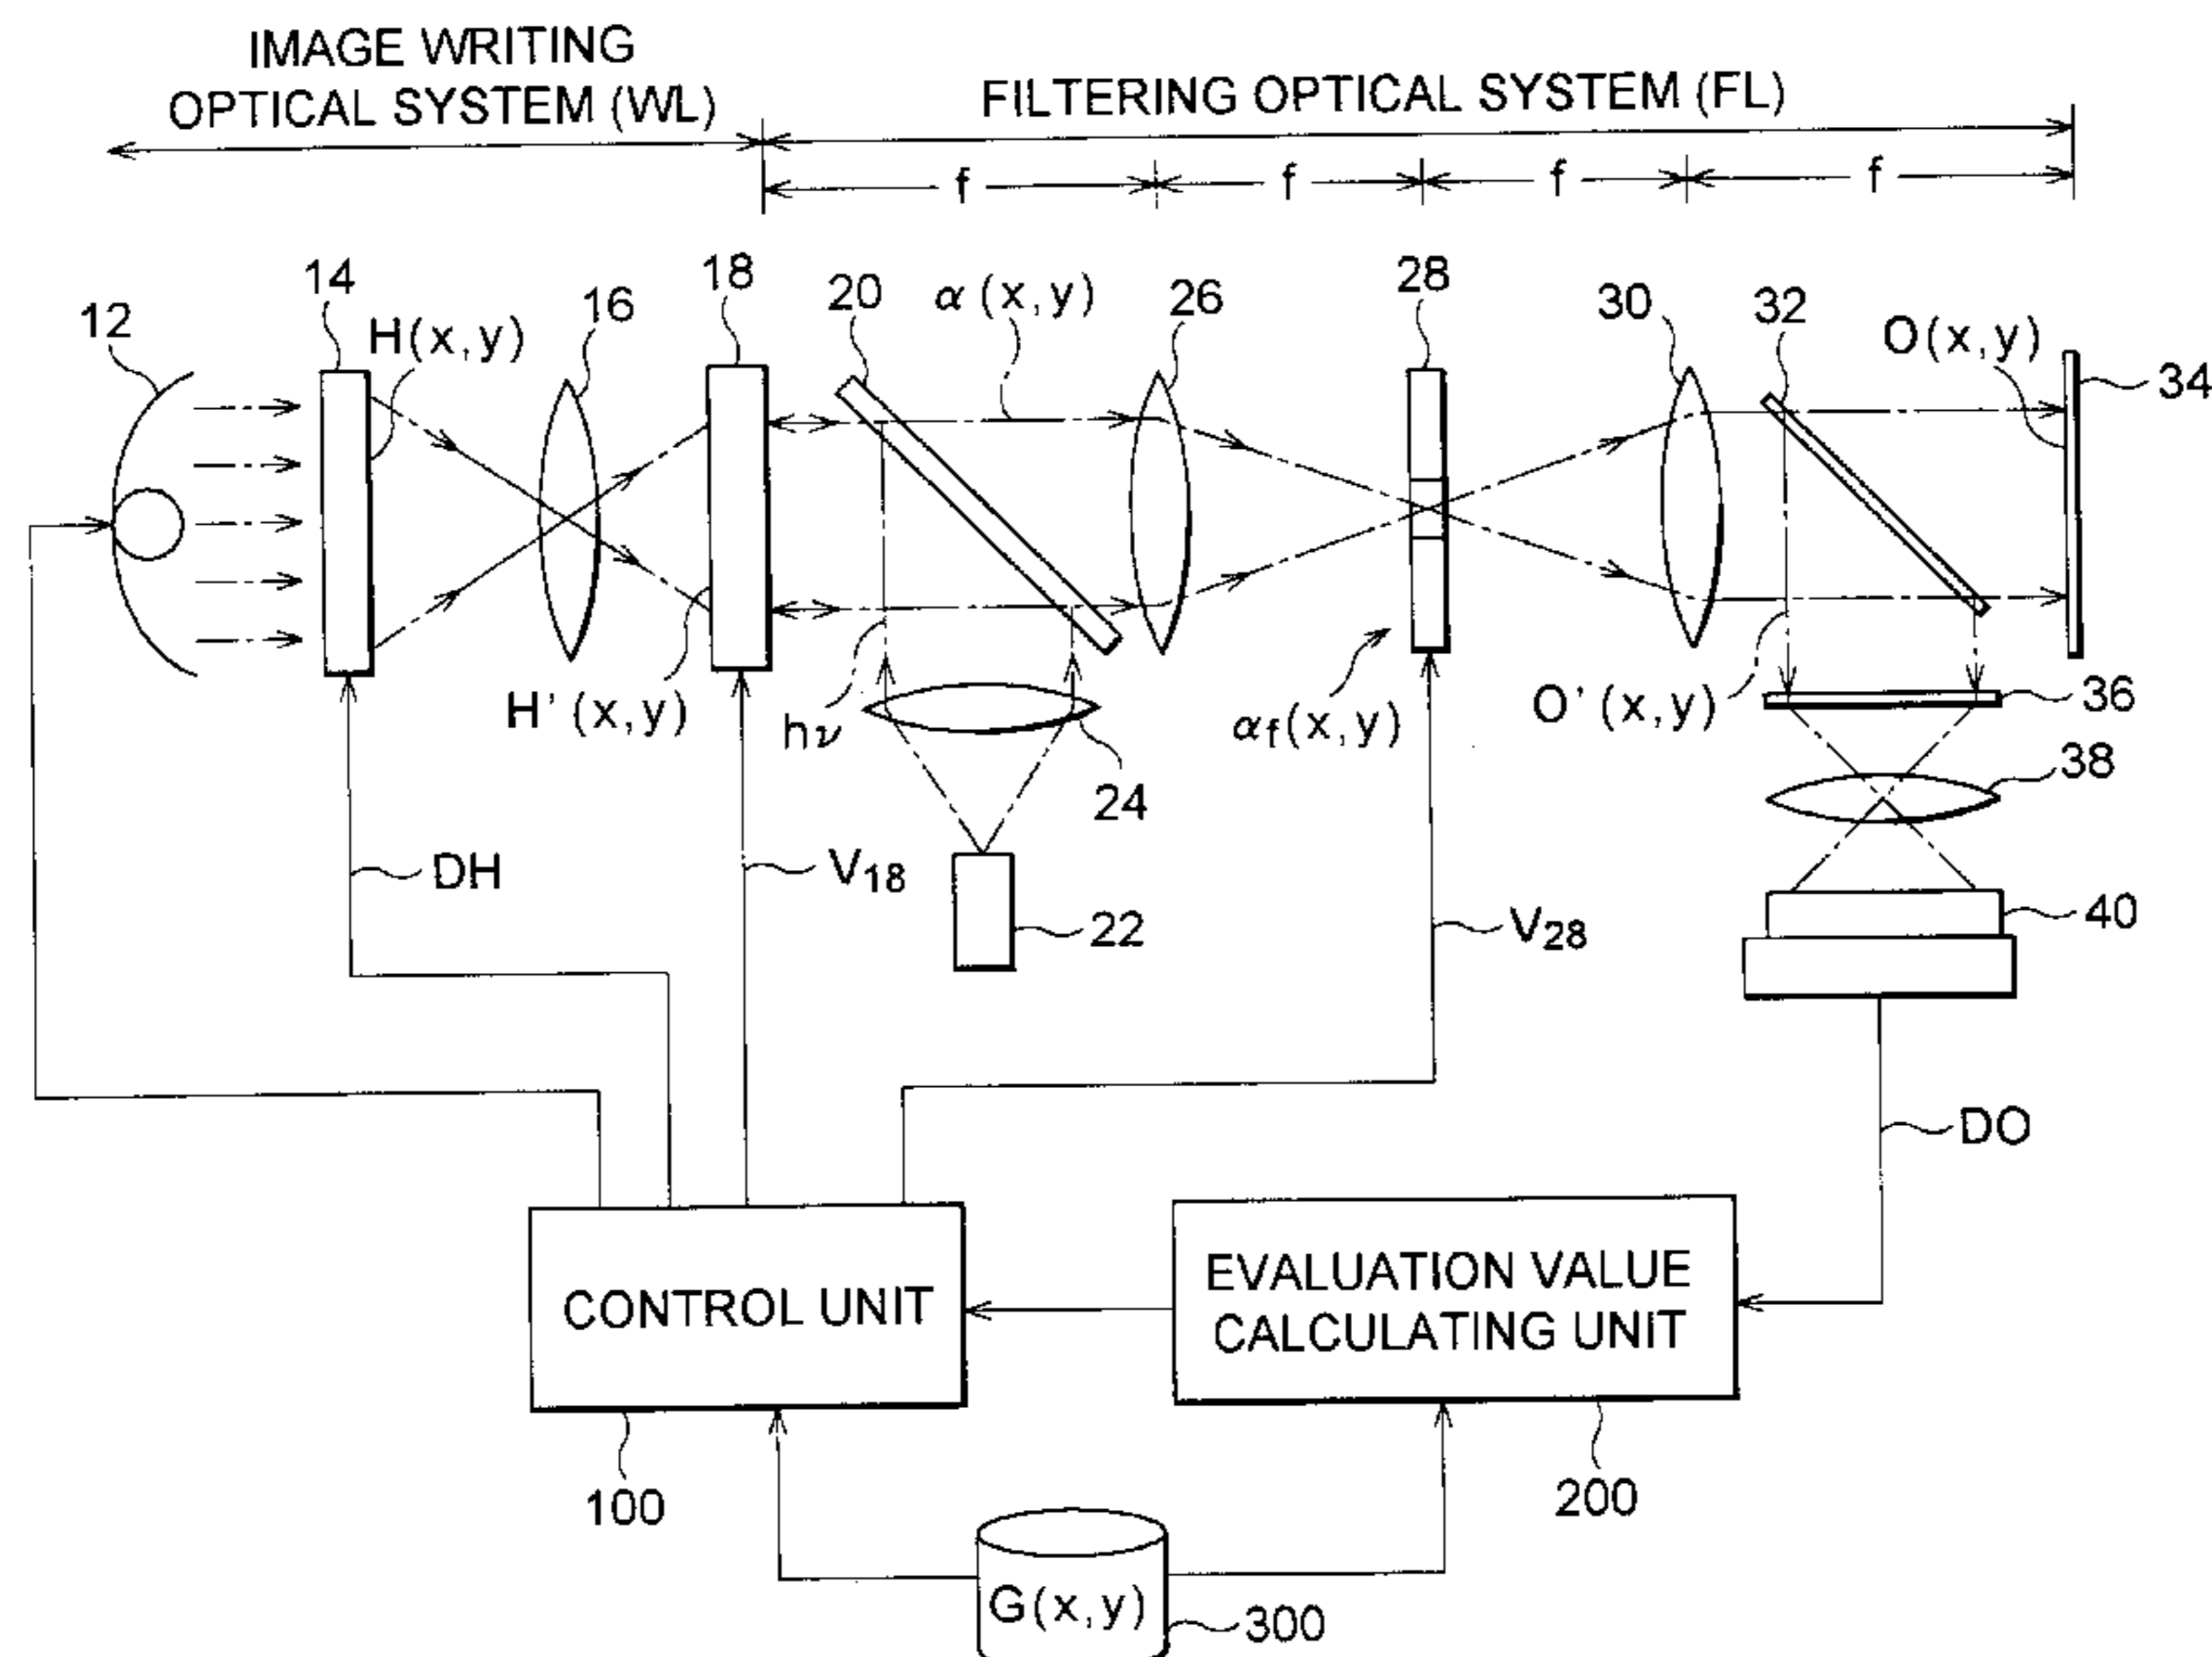 IMAGE WRITING
OPTICAL SYSTEM (WL)
FILTERING OPTICAL SYSTEM (FL)
f f f f
12
14
H(x,y)
16
18
20
α(x,y)
26
28
30
32
O(x,y)
34
H'(x,y)
hν
24
αf(x,y)
O'(x,y)
36
38
DH
V18
22
V28
40
DO
CONTROL UNIT
EVALUATION VALUE
CALCULATING UNIT
100
200
G(x,y)
300